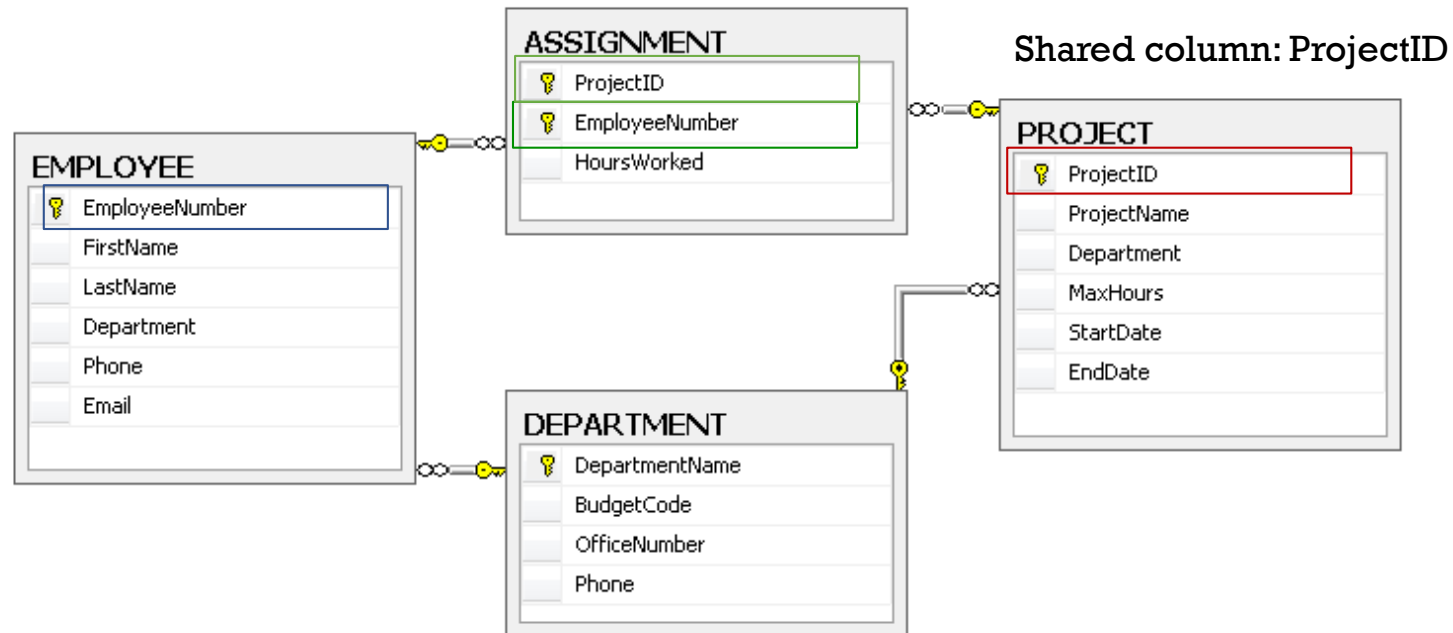 Shared column: ProjectID
ASSIGNMENT
ProjectID
EmployeeNumber
HoursWorked
EMPLOYEE
EmployeeNumber
FirstName
LastName
Department
Phone
Email
PROJECT
ProjectID
ProjectName
Department
MaxHours
StartDate
EndDate
DEPARTMENT
DepartmentName
BudgetCode
OfficeNumber
Phone